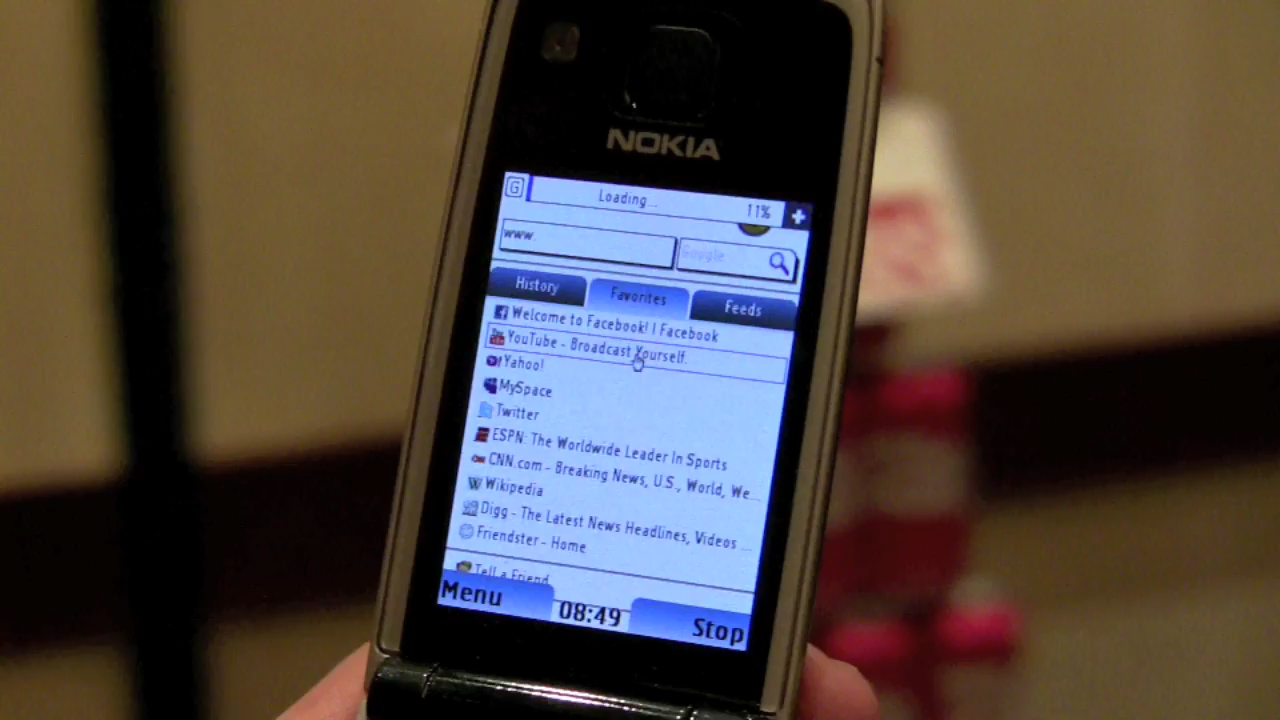 NOKIA
G Loading... 11% +
www. Google
History Favorites Feeds
Welcome to Facebook! | Facebook
YouTube - Broadcast Yourself.
Yahoo!
MySpace
Twitter
ESPN: The Worldwide Leader In Sports
CNN.com - Breaking News, U.S., World, We...
Wikipedia
Digg - The Latest News Headlines, Videos ...
Friendster - Home
Tell a Friend
Menu 08:49 Stop